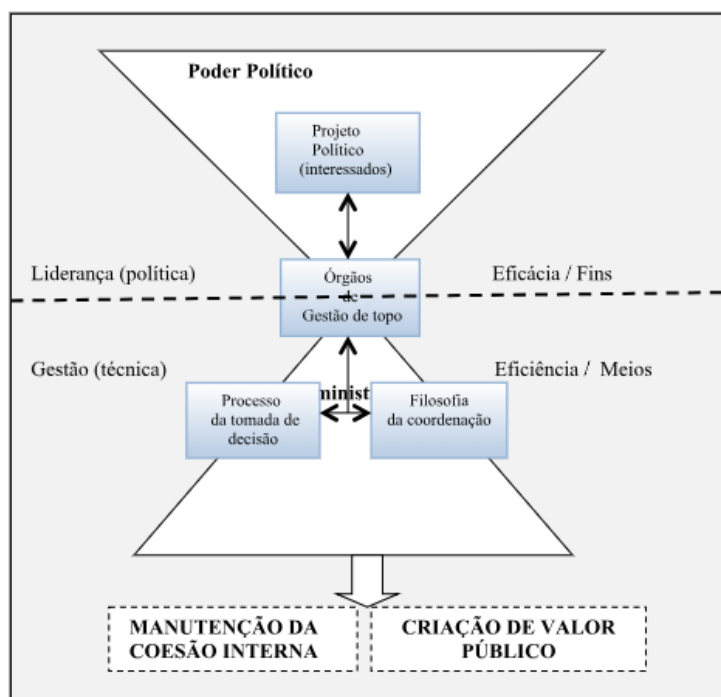 Poder Político
Projeto
Político
(interessados)
Liderança (política)
Órgãos
de
Gestão de topo
Eficácia / Fins
Gestão (técnica)
Eficiência / Meios
Processo
da tomada de
decisão
Filosofia
da coordenação
MANUTENÇÃO DA
COESÃO INTERNA
CRIAÇÃO DE VALOR
PÚBLICO